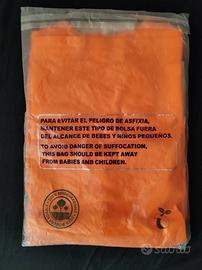 PARA EVITAR EL PELIGRO DE ASFIXIA,
MANTENER ESTE TIPO DE BOLSA FUERA
DEL ALCANCE DE BEBES Y NIÑOS PEQUEÑOS.
TO AVOID DANGER OF SUFFOCATION,
THIS BAG SHOULD BE KEPT AWAY
FROM BABIES AND CHILDREN.
subito